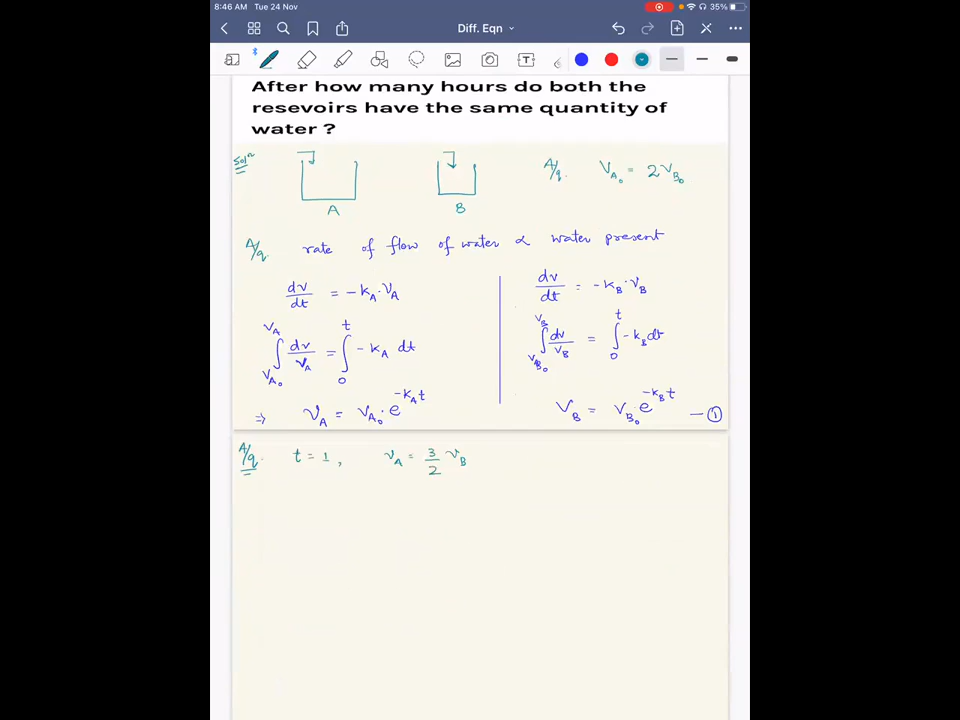 8:46 AM Tue 24 Nov 35%
Diff. Eqn
After how many hours do both the
resevoirs have the same quantity of
water ?
Solⁿ
A B
A/q. V_A₀ = 2V_B₀
A/q. rate of flow of water ∝ water present
dv/dt = -k_A·V_A
dv/dt = -k_B·V_B
∫_{V_A₀}^{V_A} dv/V_A = ∫_0^t -k_A dt
∫_{V_B₀}^{V_B} dv/V_B = ∫_0^t -k_B dt
⇒ V_A = V_A₀·e^{-k_A t}
V_B = V_B₀·e^{-k_B t} — ①
A/q. t = 1, V_A = 3/2 V_B